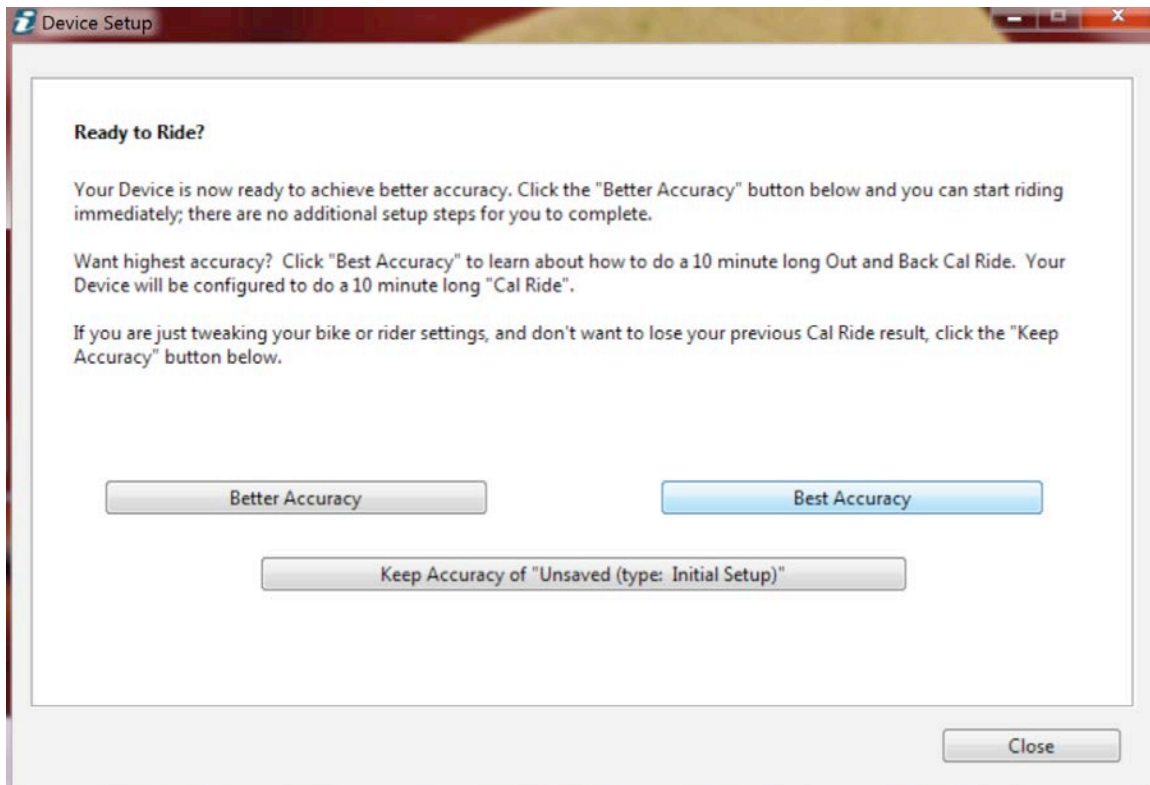 Device Setup
Ready to Ride?
Your Device is now ready to achieve better accuracy. Click the "Better Accuracy" button below and you can start riding
immediately; there are no additional setup steps for you to complete.
Want highest accuracy?  Click "Best Accuracy" to learn about how to do a 10 minute long Out and Back Cal Ride.  Your
Device will be configured to do a 10 minute long "Cal Ride".
If you are just tweaking your bike or rider settings, and don't want to lose your previous Cal Ride result, click the "Keep
Accuracy" button below.
Better Accuracy
Best Accuracy
Keep Accuracy of "Unsaved (type:  Initial Setup)"
Close